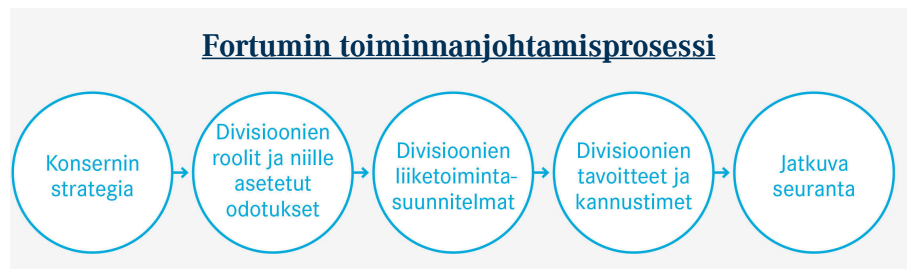 Fortumin toiminnanjohtamisprosessi
Konsernin
strategia
Divisioonien
roolit ja niille
asetetut
odotukset
Divisioonien
liiketoiminta-
suunnitelmat
Divisioonien
tavoitteet ja
kannustimet
Jatkuva
seuranta